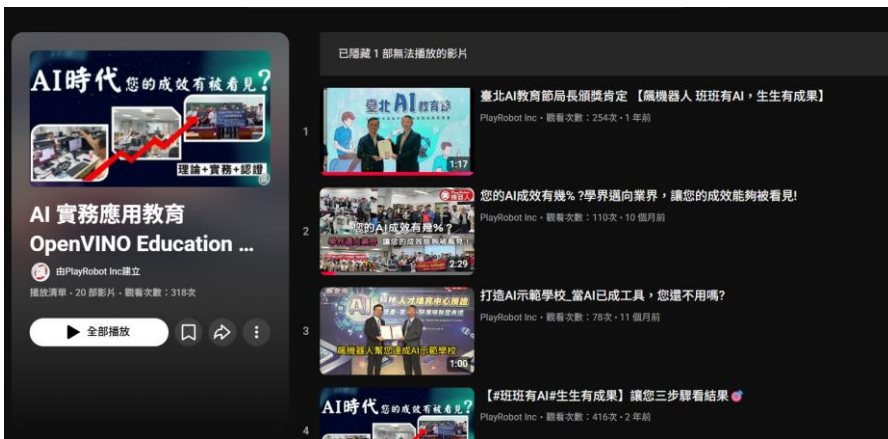 AI時代 您的成效有被看見?
理論+實務+認證
AI 實務應用教育
OpenVINO Education ...
由PlayRobot Inc建立
播放清單・20 部影片・觀看次數：318次
全部播放
已隱藏 1 部無法播放的影片
1
臺北AI教育節
1:17
臺北AI教育節局長頒獎肯定 【飆機器人 班班有AI，生生有成果】
PlayRobot Inc・觀看次數：254次・1 年前
2
您的AI成效有幾%？
學界邁向業界 讓您的成效能夠被看見！
2:29
您的AI成效有幾% ?學界邁向業界，讓您的成效能夠被看見!
PlayRobot Inc・觀看次數：110次・10 個月前
3
飆機器人幫您達成AI示範學校
1:00
打造AI示範學校_當AI已成工具，您還不用嗎?
PlayRobot Inc・觀看次數：78次・11 個月前
4
AI時代 您的成效有被看見?
【#班班有AI#生生有成果】讓您三步驟看結果🎯
PlayRobot Inc・觀看次數：416次・2 年前